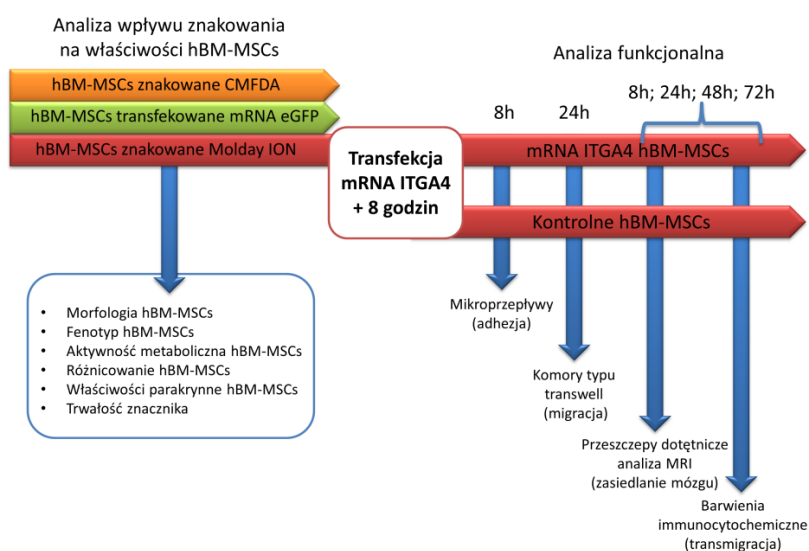 Analiza wpływu znakowania
na właściwości hBM-MSCs
hBM-MSCs znakowane CMFDA
hBM-MSCs transfekowane mRNA eGFP
hBM-MSCs znakowane Molday ION
• Morfologia hBM-MSCs
• Fenotyp hBM-MSCs
• Aktywność metaboliczna hBM-MSCs
• Różnicowanie hBM-MSCs
• Właściwości parakrynne hBM-MSCs
• Trwałość znacznika
Transfekcja
mRNA ITGA4
+ 8 godzin
Analiza funkcjonalna
8h
24h
8h; 24h; 48h; 72h
mRNA ITGA4 hBM-MSCs
Kontrolne hBM-MSCs
Mikroprzepływy
(adhezja)
Komory typu
transwell
(migracja)
Przeszczepy dotętnicze
analiza MRI
(zasiedlanie mózgu)
Barwienia
immunocytochemiczne
(transmigracja)